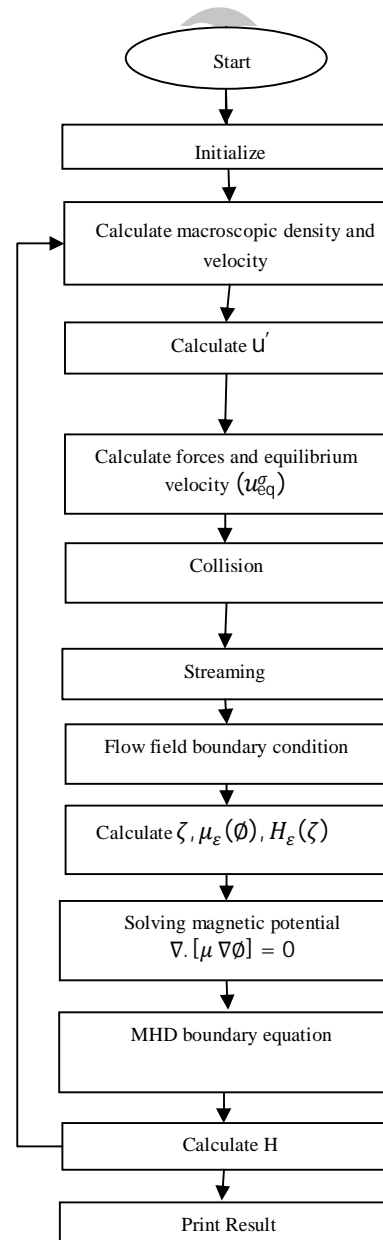 Start
Initialize
Calculate macroscopic density and
velocity
Calculate u′
Calculate forces and equilibrium
velocity (u_eq^σ)
Collision
Streaming
Flow field boundary condition
Calculate ζ, μ_ε(Ø), H_ε(ζ)
Solving magnetic potential
∇. [μ ∇Ø] = 0
MHD boundary equation
Calculate H
Print Result